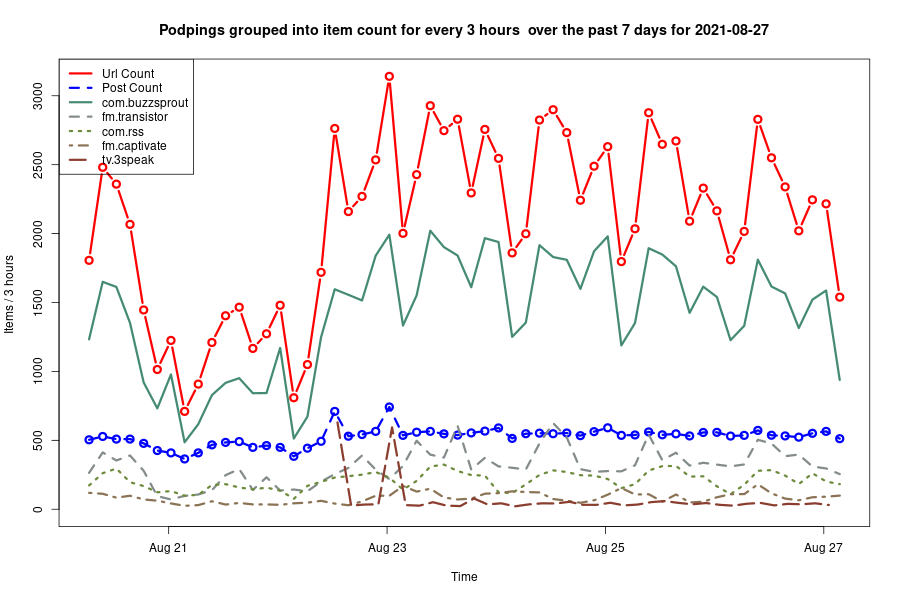 Podpings grouped into item count for every 3 hours  over the past 7 days for 2021-08-27
Url Count
Post Count
com.buzzsprout
fm.transistor
com.rss
fm.captivate
tv.3speak
Items / 3 hours
3000
2500
2000
1500
1000
500
0
Aug 21
Aug 23
Aug 25
Aug 27
Time